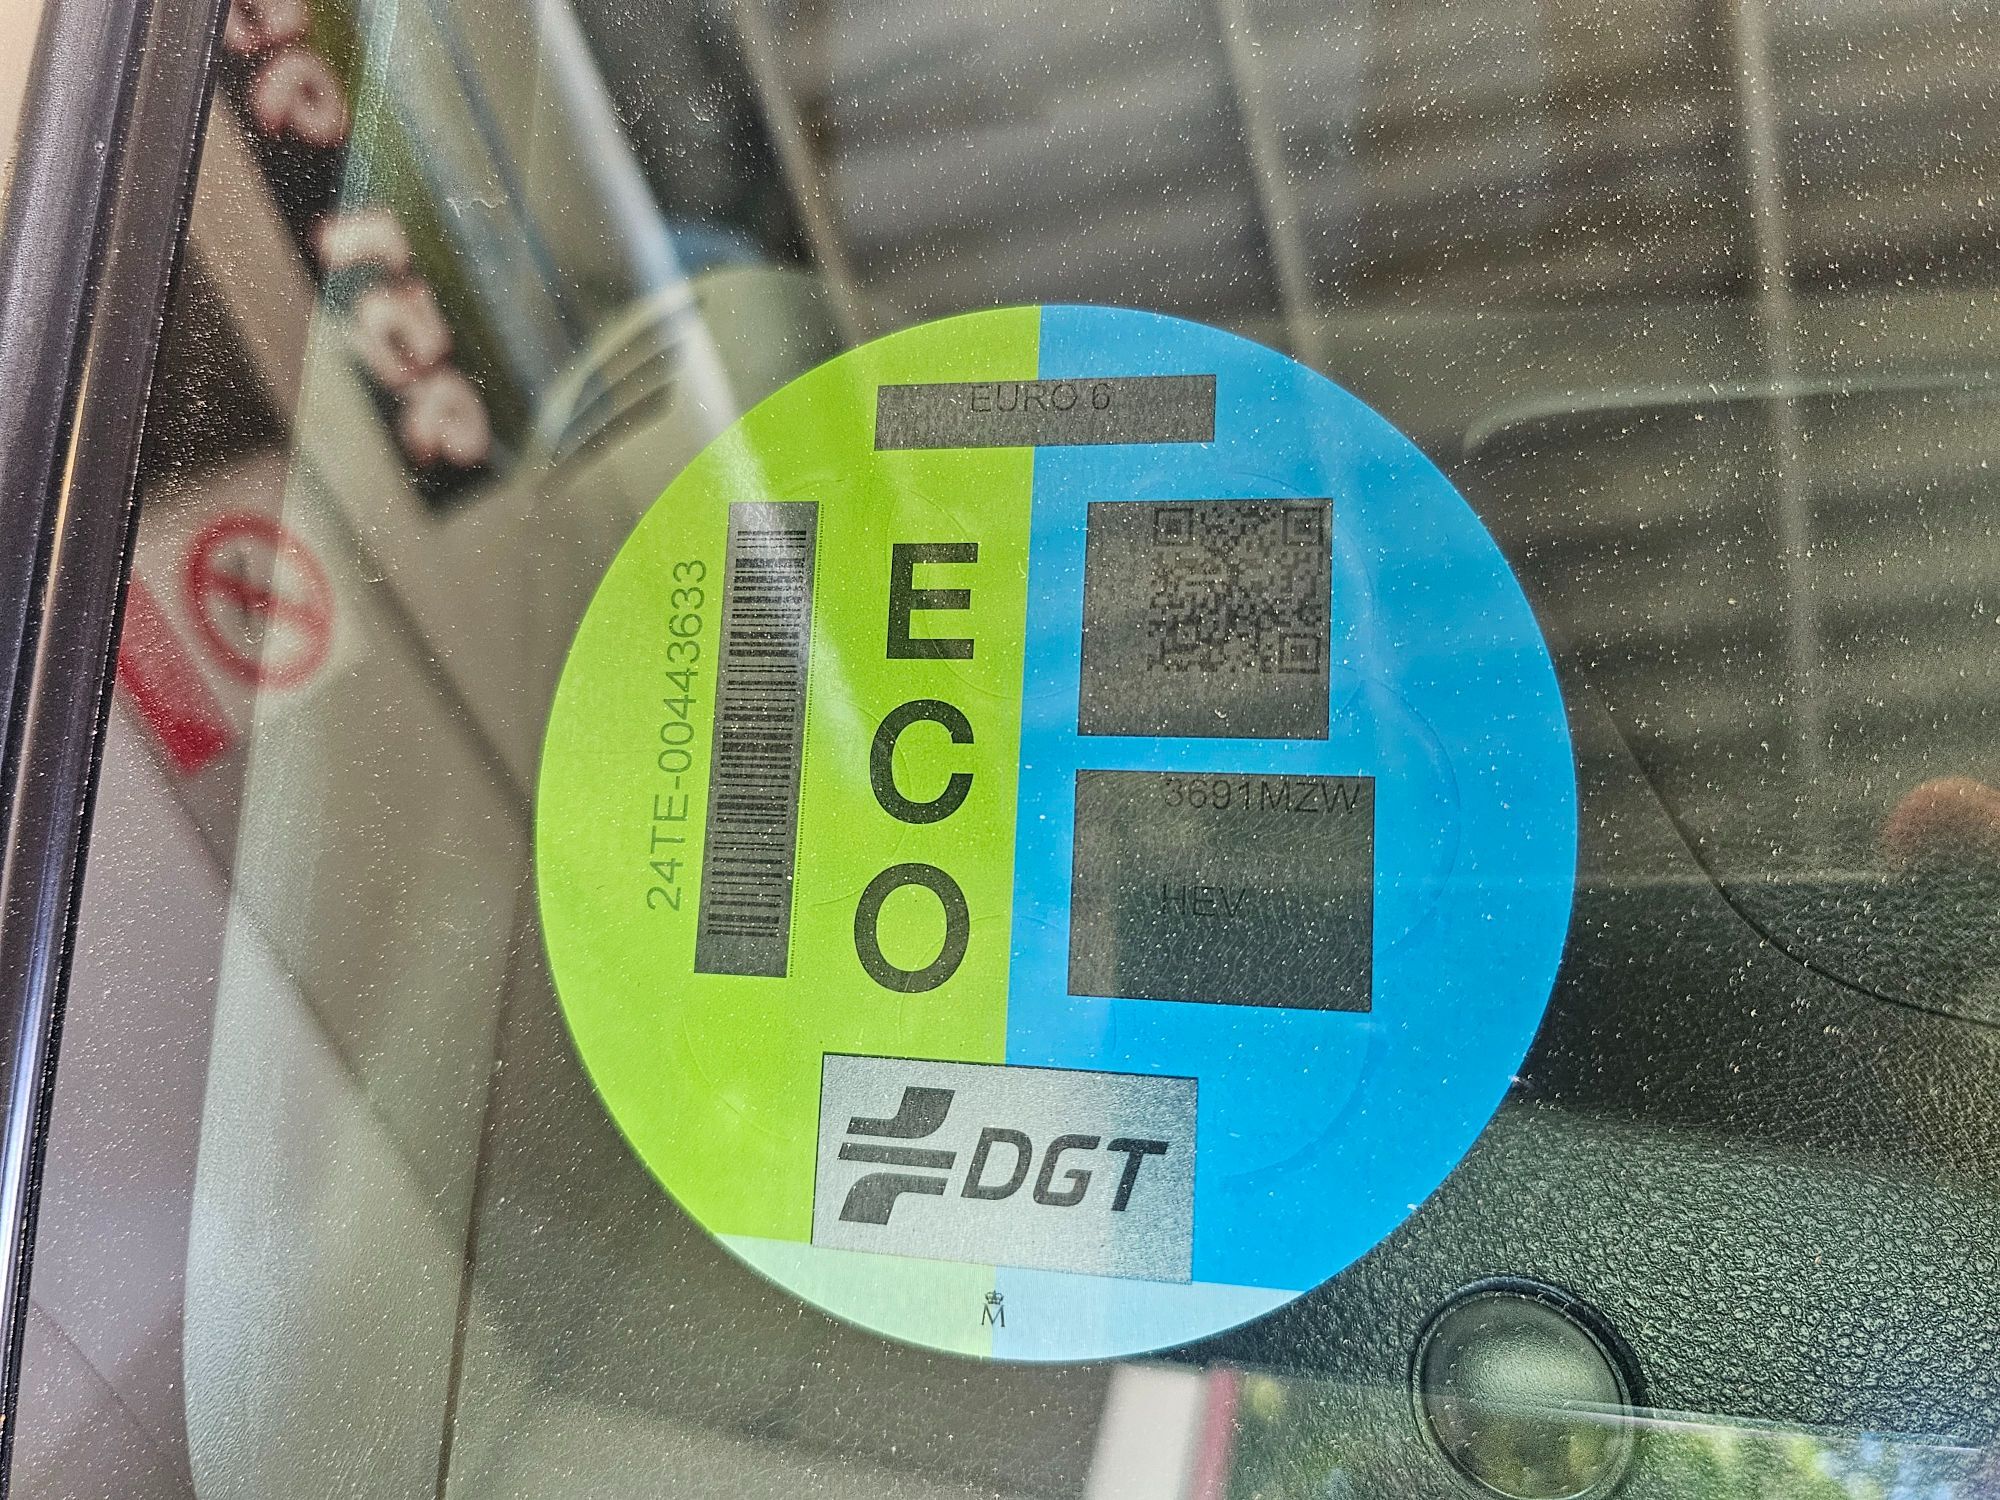 EURO 6
24TE-00443633
ECO
3691MZW
HEV
DGT
M